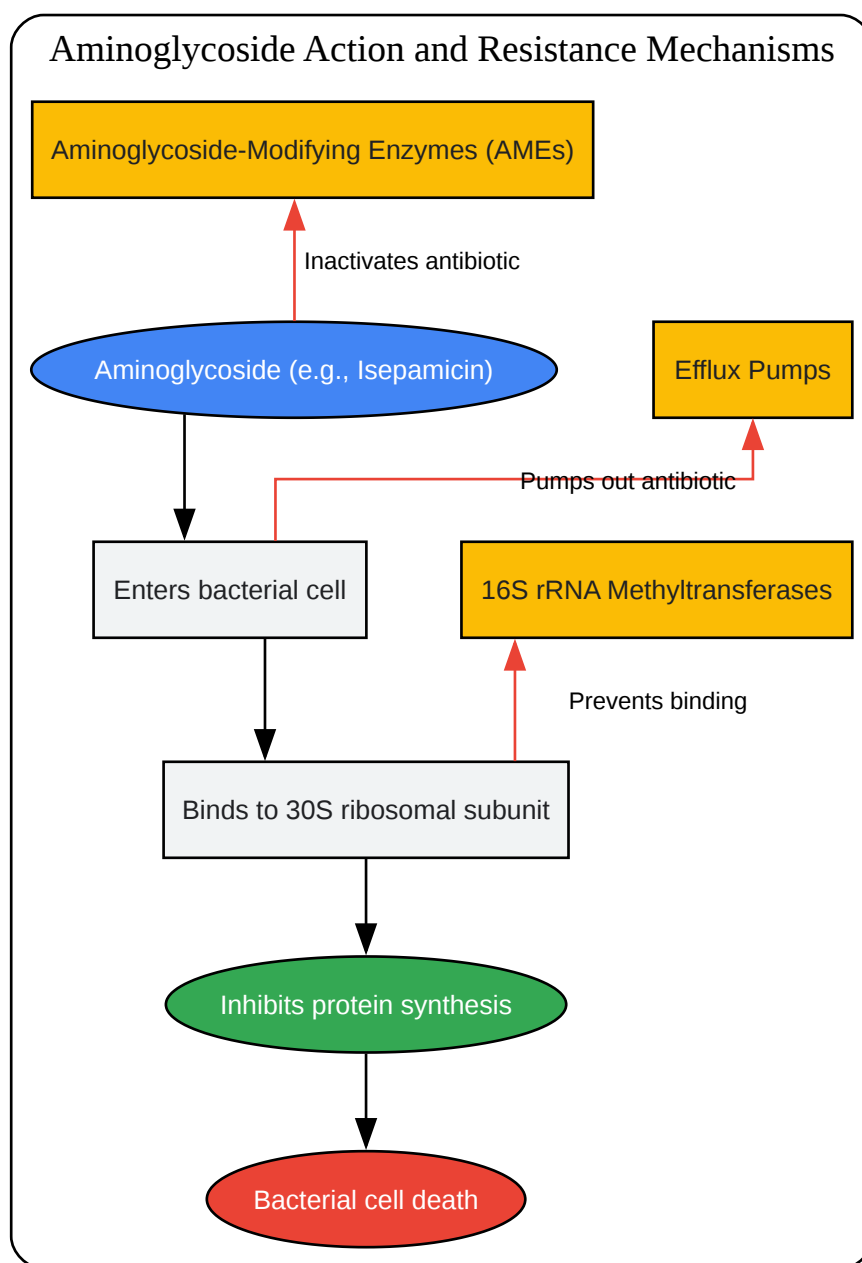 Aminoglycoside Action and Resistance Mechanisms
Aminoglycoside-Modifying Enzymes (AMEs)
Inactivates antibiotic
Aminoglycoside (e.g., Isepamicin)
Efflux Pumps
Pumps out antibiotic
Enters bacterial cell
16S rRNA Methyltransferases
Prevents binding
Binds to 30S ribosomal subunit
Inhibits protein synthesis
Bacterial cell death